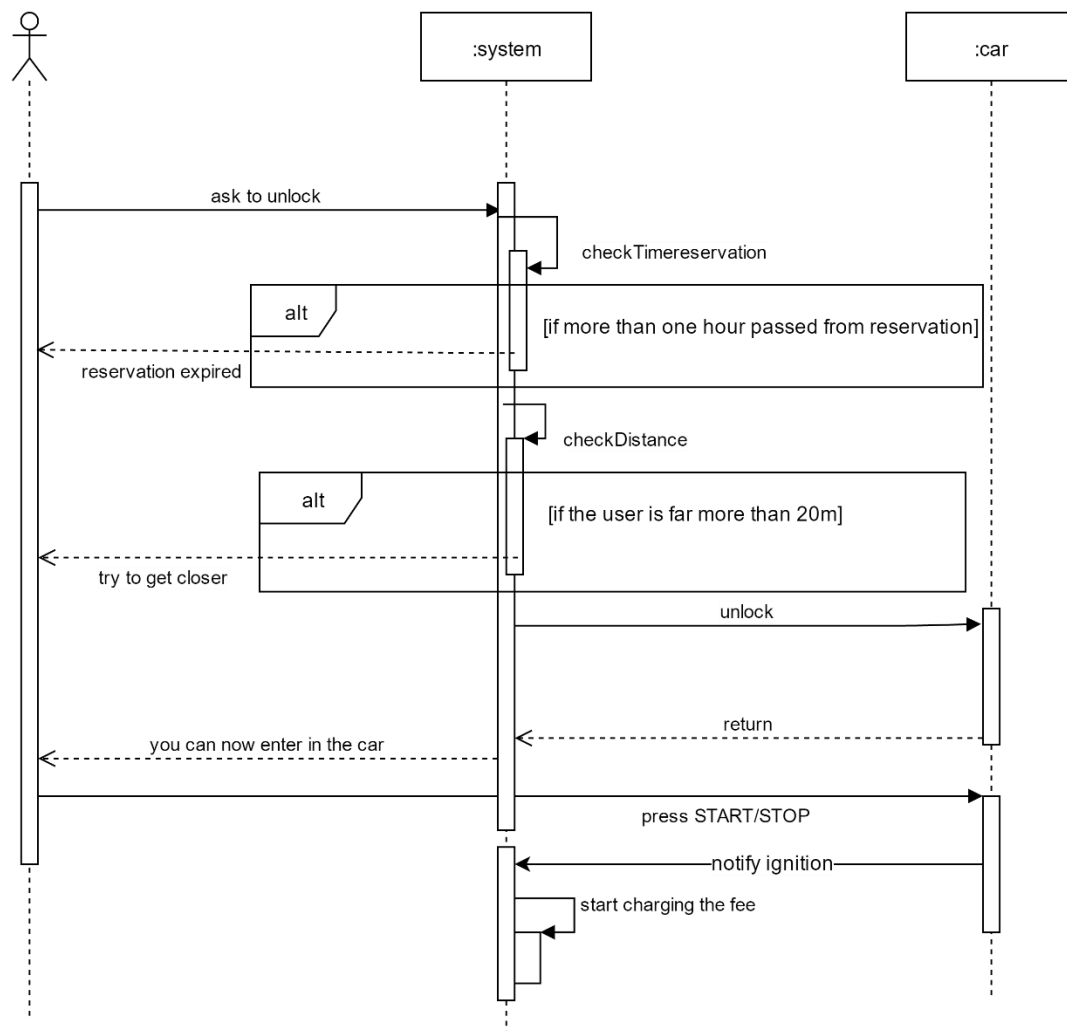 :system
:car
ask to unlock
checkTimereservation
alt
[if more than one hour passed from reservation]
reservation expired
checkDistance
alt
[if the user is far more than 20m]
try to get closer
unlock
return
you can now enter in the car
press START/STOP
notify ignition
start charging the fee